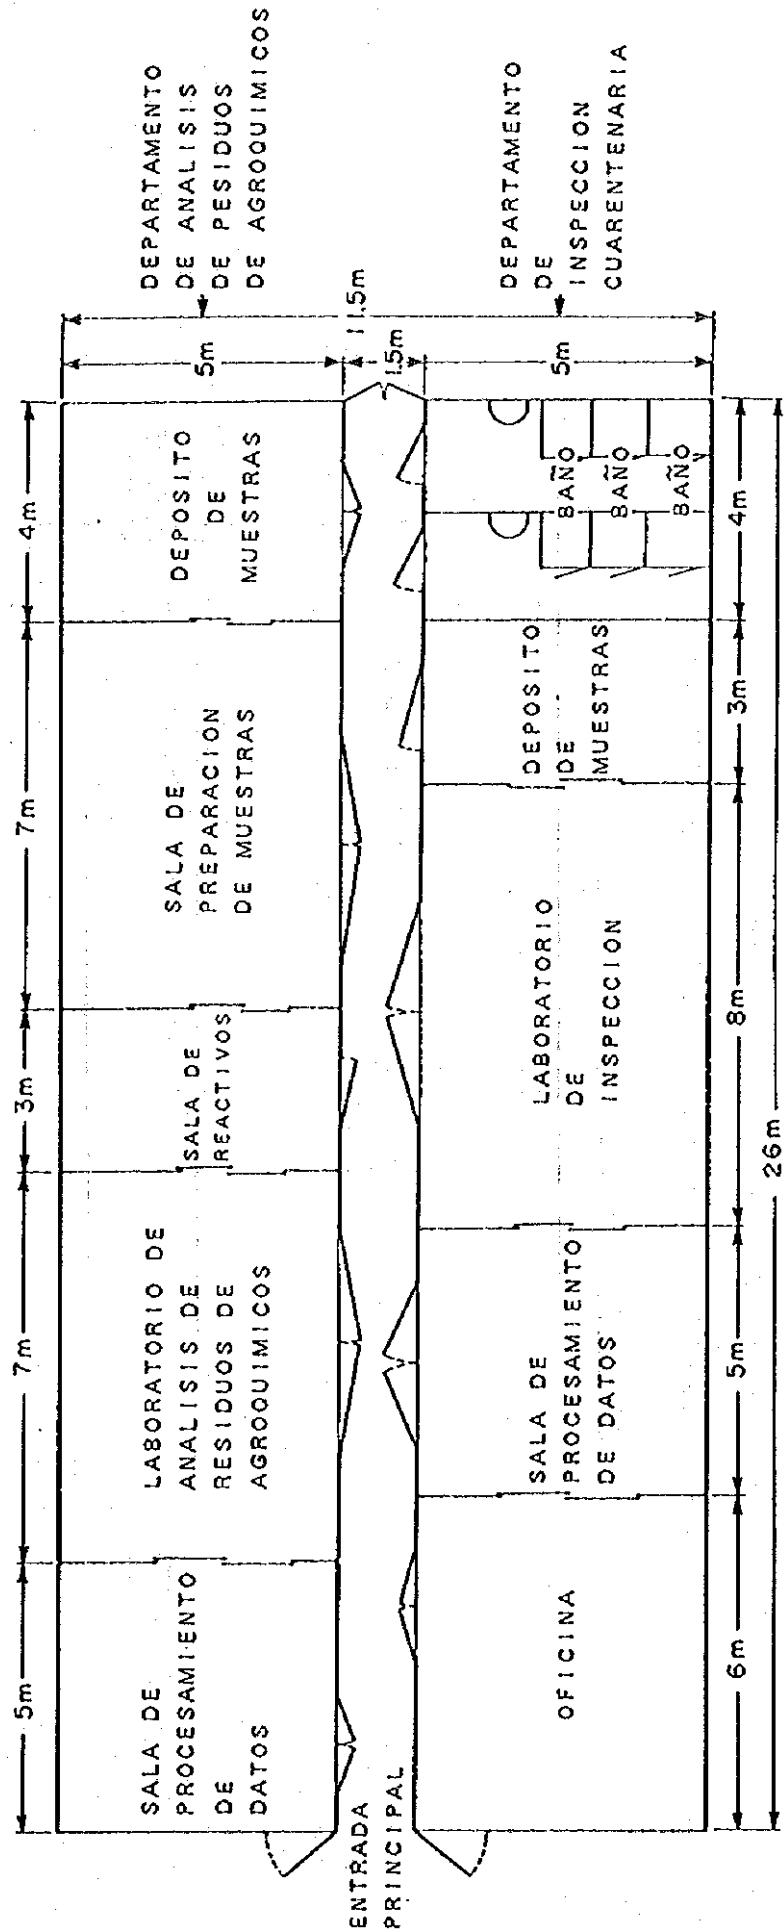 5m
7m
3m
7m
4m
SALA DE
PROCESAMIENTO
DE
DATOS
LABORATORIO DE
ANALISIS DE
RESIDUOS DE
AGROQUIMICOS
SALA DE
REACTIVOS
SALA DE
PREPARACION
DE MUESTRAS
DEPOSITO
DE
MUESTRAS
DEPARTAMENTO
DE ANALISIS
DE PESIDUOS
DE AGROQUIMICOS
5m
1.5m
5m
11.5m
ENTRADA
PRINCIPAL
OFICINA
SALA DE
PROCESAMIENTO
DE DATOS
LABORATORIO
DE
INSPECCION
DEPOSITO
DE
MUESTRAS
BAÑO
BAÑO
BAÑO
DEPARTAMENTO
DE
INSPECCION
CUARENTENARIA
6m
5m
8m
3m
4m
26m